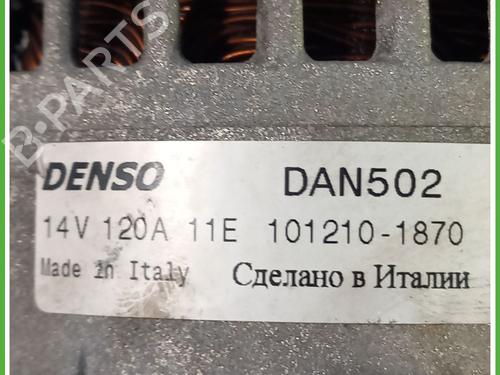 B-PARTS
DENSO DAN502
14V 120A 11E 101210-1870
Made in Italy Сделано в Италии